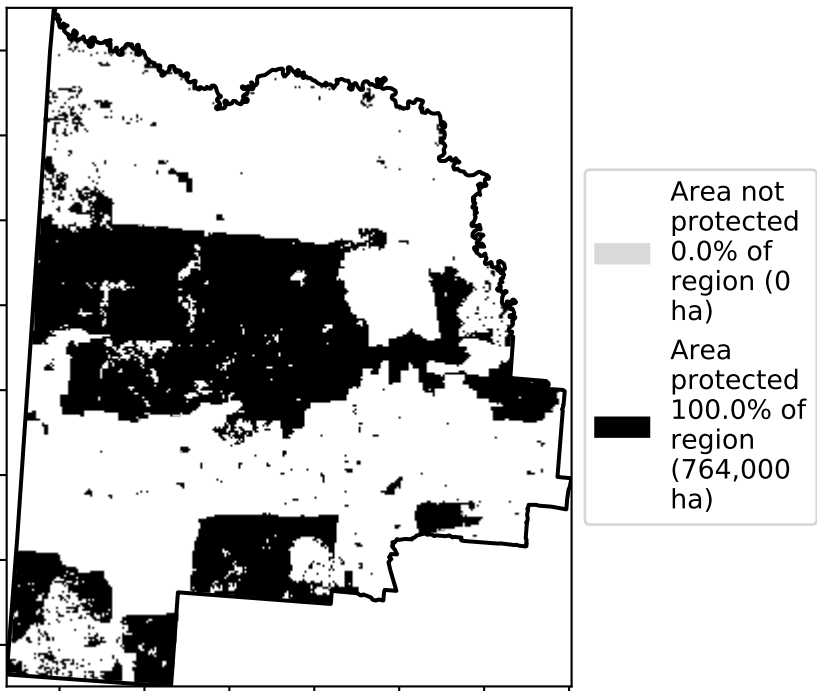 Area not
protected
0.0% of
region (0
ha)
Area
protected
100.0% of
region
(764,000
ha)